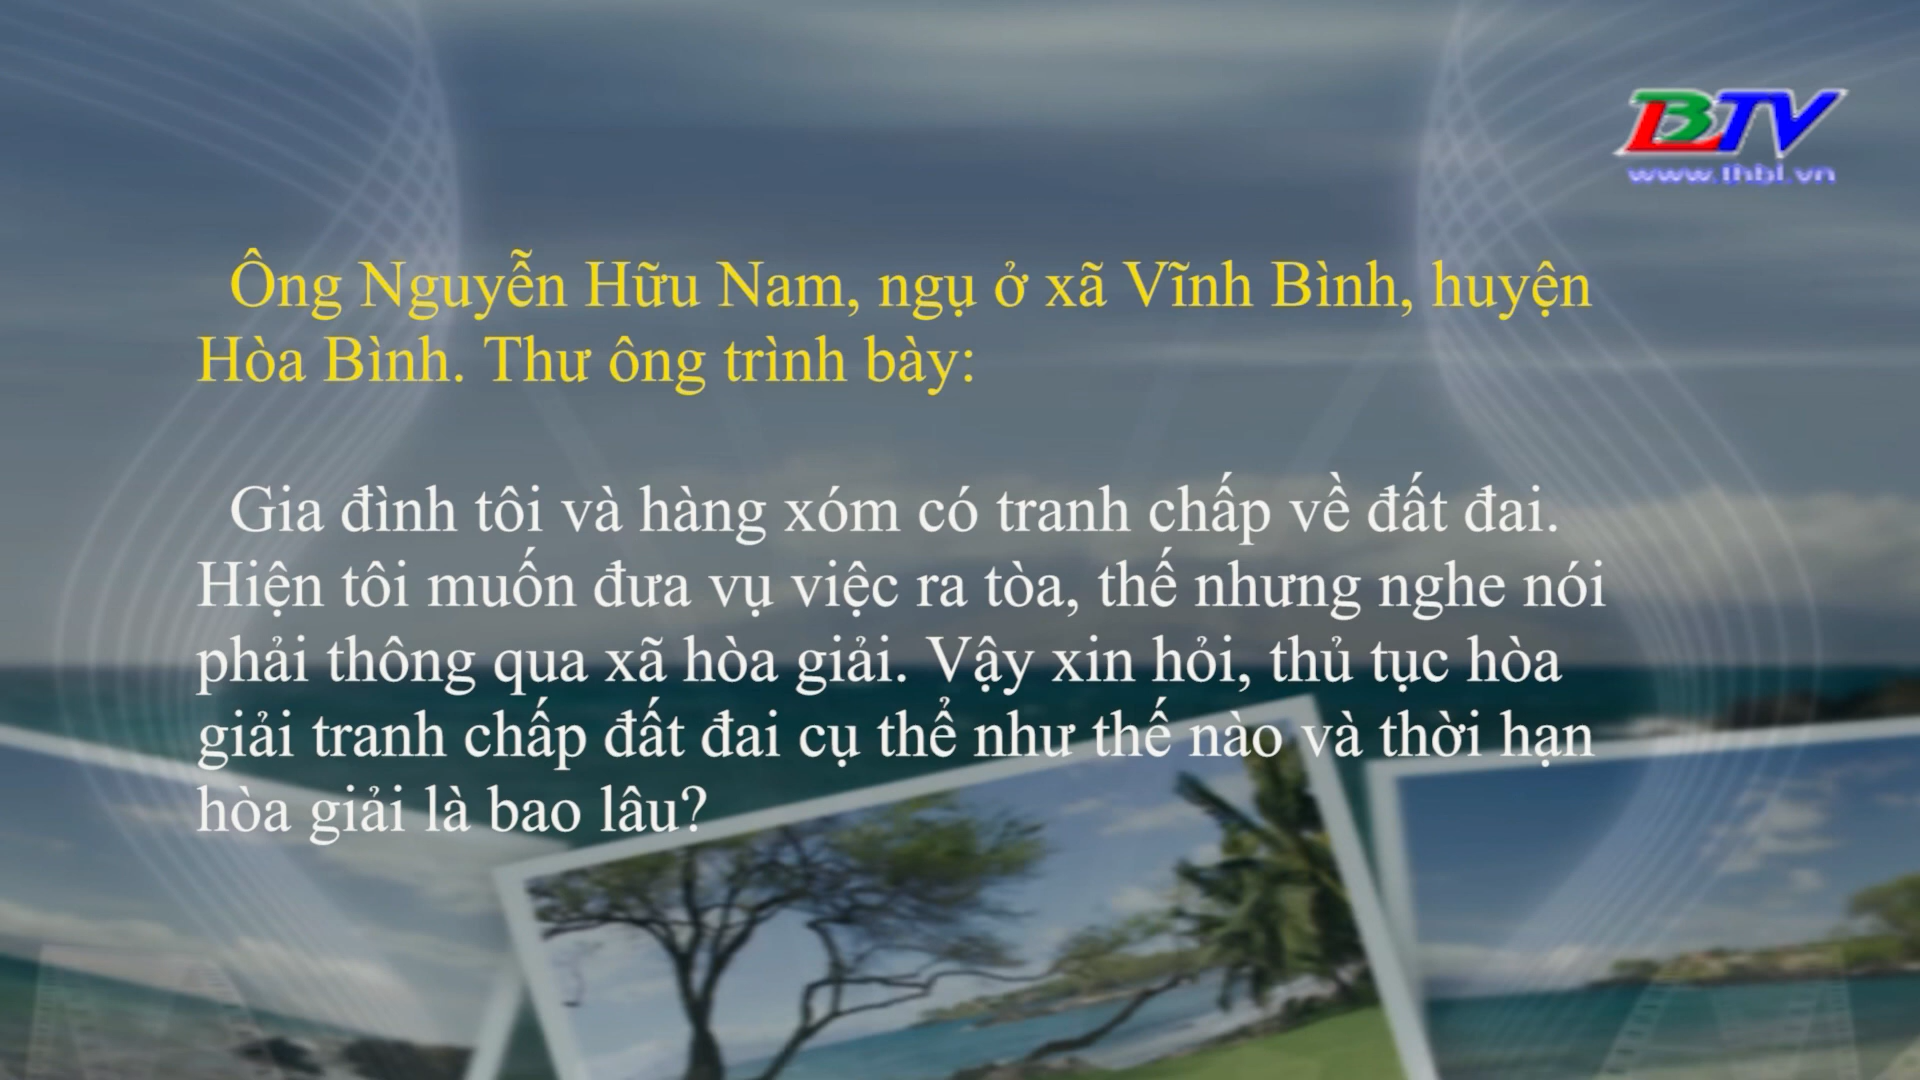 BTV
www.thbl.vn
Ông Nguyễn Hữu Nam, ngụ ở xã Vĩnh Bình, huyện
Hòa Bình. Thư ông trình bày:
Gia đình tôi và hàng xóm có tranh chấp về đất đai.
Hiện tôi muốn đưa vụ việc ra tòa, thế nhưng nghe nói
phải thông qua xã hòa giải. Vậy xin hỏi, thủ tục hòa
giải tranh chấp đất đai cụ thể như thế nào và thời hạn
hòa giải là bao lâu?